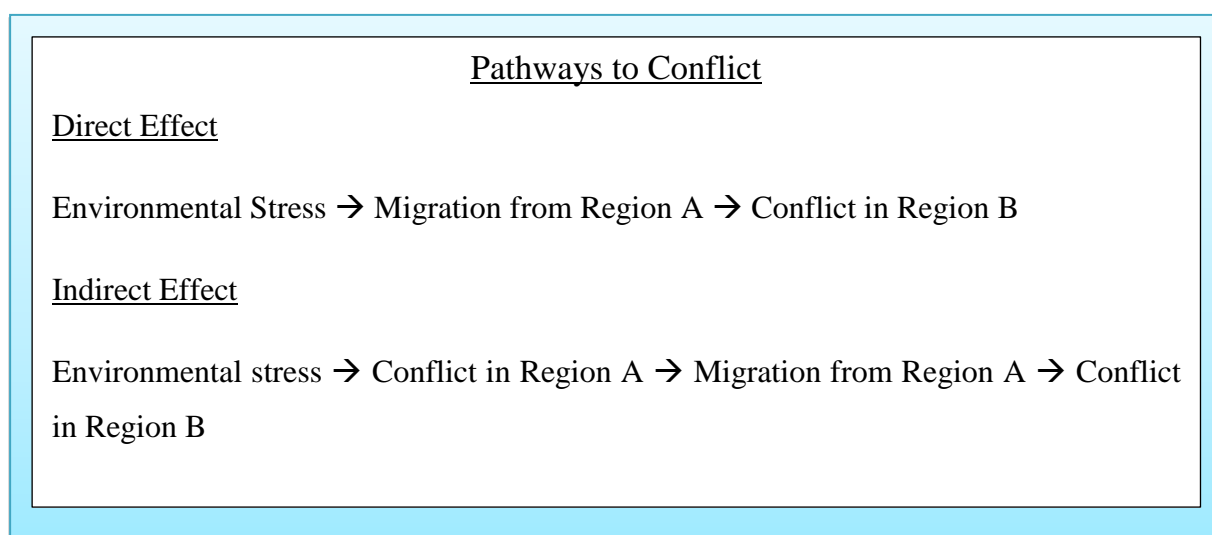 Pathways to Conflict
Direct Effect
Environmental Stress → Migration from Region A → Conflict in Region B
Indirect Effect
Environmental stress → Conflict in Region A → Migration from Region A → Conflict
in Region B